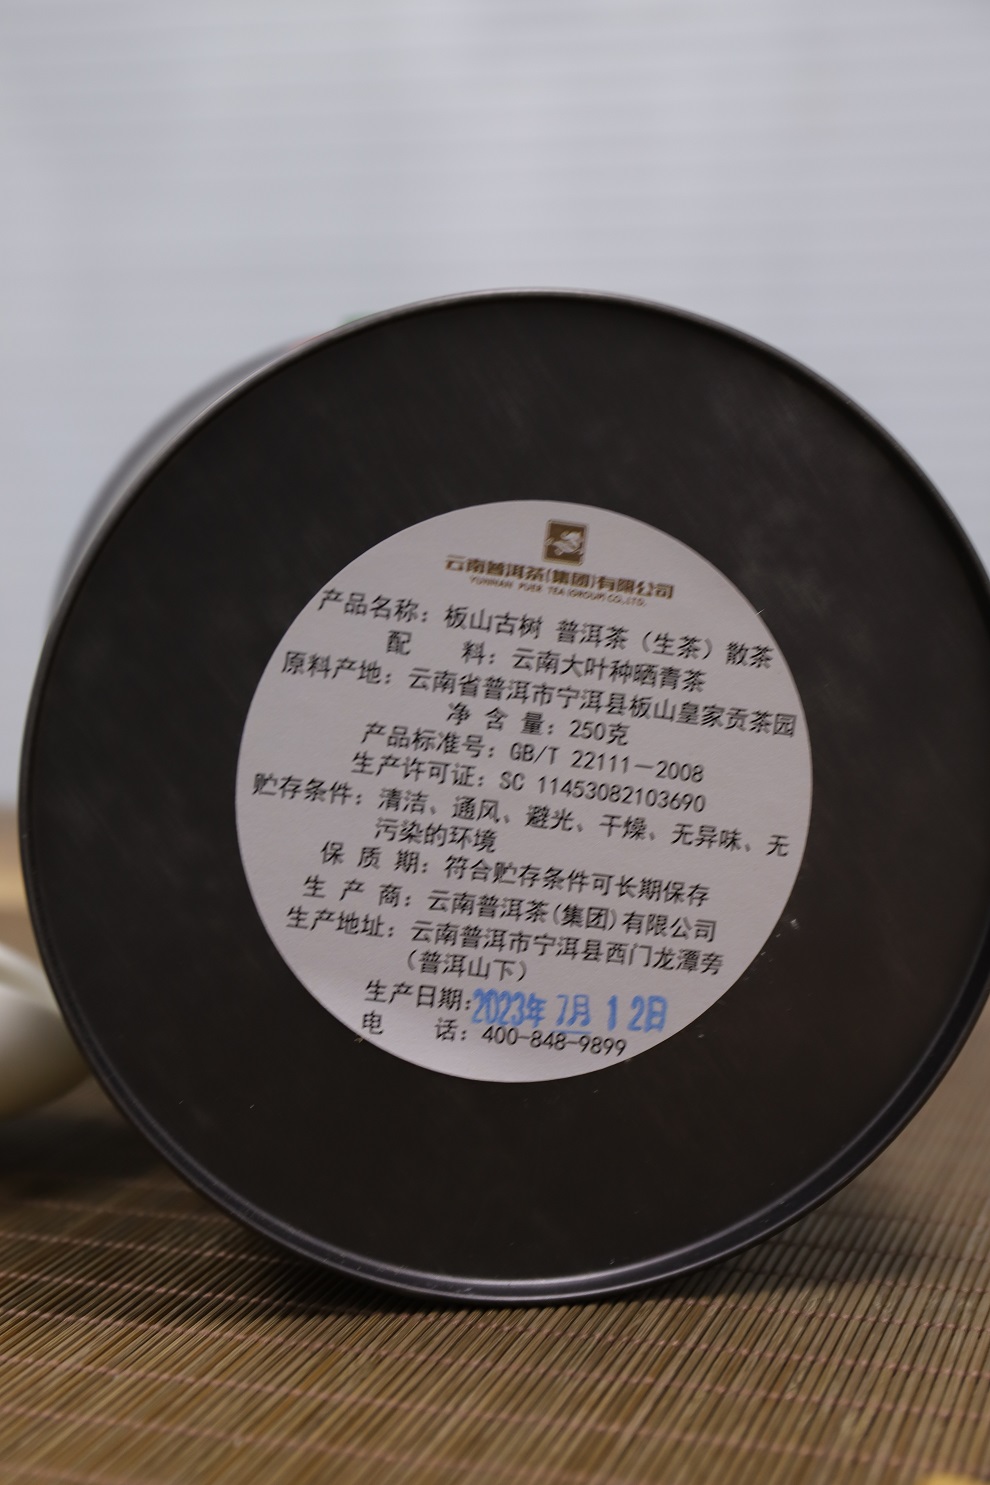 云南普洱茶(集团)有限公司
YUNNAN PUER TEA (GROUP) CO.,LTD.
产品名称：板山古树 普洱茶（生茶）散茶
配 料：云南大叶种晒青茶
原料产地：云南省普洱市宁洱县板山皇家贡茶园
净 含 量：250克
产品标准号：GB/T 22111－2008
生产许可证：SC 11453082103690
贮存条件：清洁、通风、避光、干燥、无异味、无
污染的环境
保 质 期：符合贮存条件可长期保存
生 产 商：云南普洱茶(集团)有限公司
生产地址：云南普洱市宁洱县西门龙潭旁
（普洱山下）
生产日期:2023年 7月 12日
电 话：400-848-9899